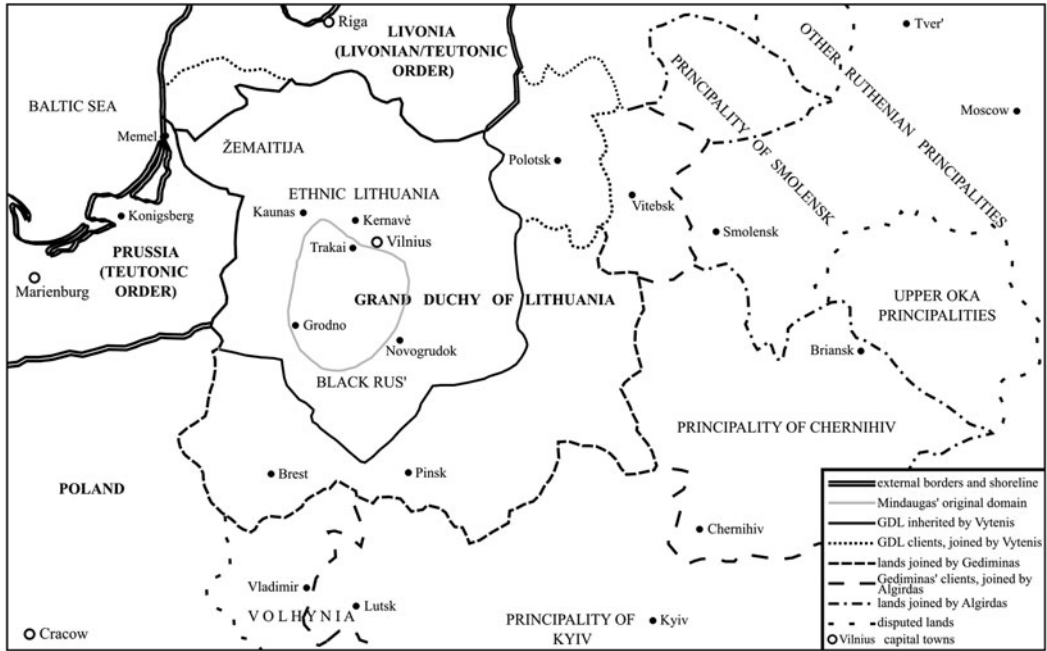 Riga
LIVONIA
(LIVONIAN/TEUTONIC
ORDER)
Tver'
OTHER RUTHENIAN PRINCIPALITIES
PRINCIPALITY OF SMOLENSK
BALTIC SEA
Moscow
Memel
ŽEMAITIJA
Polotsk
ETHNIC LITHUANIA
Vitebsk
Kaunas
Kernavė
Konigsberg
Smolensk
Trakai
Vilnius
PRUSSIA
(TEUTONIC
ORDER)
Marienburg
GRAND DUCHY OF LITHUANIA
UPPER OKA
PRINCIPALITIES
Grodno
Novogrudok
Briansk
BLACK RUS'
PRINCIPALITY OF CHERNIHIV
POLAND
Brest
Pinsk
Chernihiv
Vladimir
VOLHYNIA
Lutsk
PRINCIPALITY OF
KYIV
Kyiv
Cracow
external borders and shoreline
Mindaugas' original domain
GDL inherited by Vytenis
GDL clients, joined by Vytenis
lands joined by Gediminas
Gediminas' clients, joined by
Algirdas
lands joined by Algirdas
disputed lands
Vilnius capital towns